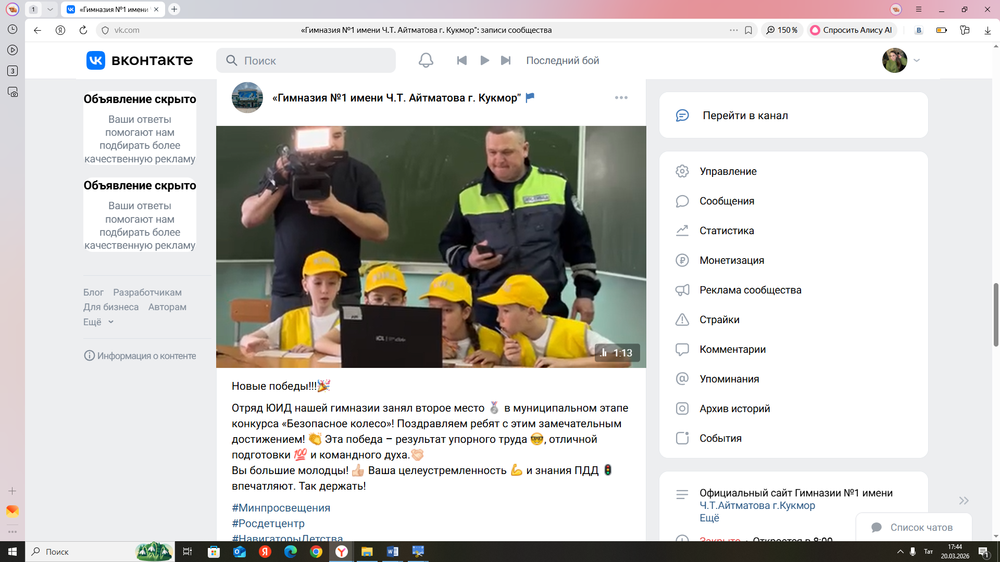 1
«Гимназия №1 имени
vk.com
«Гимназия №1 имени Ч.Т. Айтматова г. Кукмор": записи сообщества
150 %
Спросить Алису AI
B
3
вконтакте
Поиск
Последний бой
Объявление скрыто
Ваши ответы
помогают нам
подбирать более
качественную рекламу
Объявление скрыто
Ваши ответы
помогают нам
подбирать более
качественную рекламу
Блог Разработчикам
Для бизнеса Авторам
Ещё
Информация о контенте
«Гимназия №1 имени Ч.Т. Айтматова г. Кукмор"
iCL
1:13
Новые победы!!!🎉
Отряд ЮИД нашей гимназии занял второе место 🥈 в муниципальном этапе
конкурса «Безопасное колесо»! Поздравляем ребят с этим замечательным
достижением! 👏 Эта победа – результат упорного труда 🤓, отличной
подготовки 💯 и командного духа.🤝🏻
Вы большие молодцы! 👍🏻 Ваша целеустремленность 💪 и знания ПДД 🚦
впечатляют. Так держать!
#Минпросвещения
#Росдетцентр
#НавигаторыДетства
Перейти в канал
Управление
Сообщения
Статистика
Монетизация
Реклама сообщества
Страйки
Комментарии
Упоминания
Архив историй
События
Официальный сайт Гимназии №1 имени
Ч.Т.Айтматова г.Кукмор
Ещё
Закрыто · Откроется в 8:00
Список чатов
Поиск
Тат
17:44
20.03.2026
1